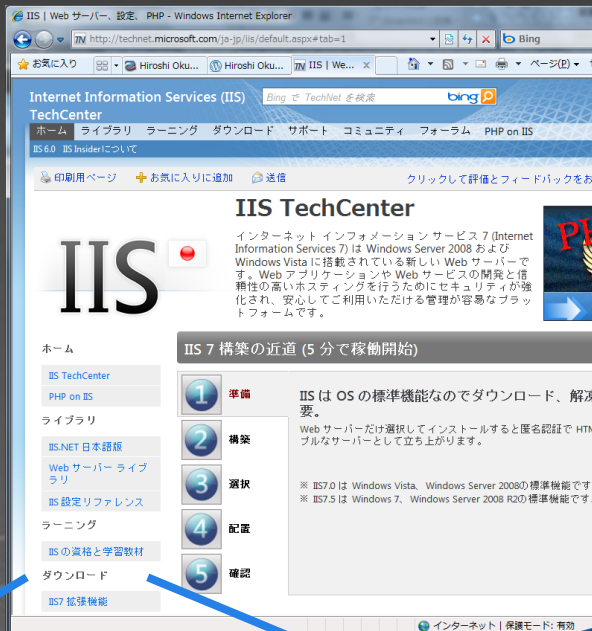 IIS | Web サーバー、設定、 PHP - Windows Internet Explorer
http://technet.microsoft.com/ja-jp/iis/default.aspx#tab=1
Bing
お気に入り
Hiroshi Oku...
Hiroshi Oku...
IIS | We...
ページ(P)
Internet Information Services (IIS)
TechCenter
Bing で TechNet を検索
bing
ホーム ライブラリ ラーニング ダウンロード サポート コミュニティ フォーラム PHP on IIS
IIS 6.0 IIS Insiderについて
印刷用ページ お気に入りに追加 送信 クリックして評価とフィードバックをお
IIS TechCenter
インターネット インフォメーション サービス 7 (Internet
Information Services 7) は Windows Server 2008 および
Windows Vista に搭載されている新しい Web サーバーで
す。Web アプリケーションや Web サービスの開発と信
頼性の高いホスティングを行うためにセキュリティが強
化され、安心してご利用いただける管理が容易なプラッ
トフォームです。
IIS
PH
ホーム
IIS TechCenter
PHP on IIS
ライブラリ
IIS.NET 日本語版
Web サーバー ライブ
ラリ
IIS 設定リファレンス
ラーニング
IIS の資格と学習教材
ダウンロード
IIS7 拡張機能
IIS 7 構築の近道 (5 分で稼働開始)
1 準備
2 構築
3 選択
4 配置
5 確認
IIS は OS の標準機能なのでダウンロード、解凍
要。
Web サーバーだけ選択してインストールすると匿名認証で HTM
ブルなサーバーとして立ち上がります。
※ IIS7.0 は Windows Vista、Windows Server 2008の標準機能です
※ IIS7.5 は Windows 7、Windows Server 2008 R2の標準機能です
インターネット | 保護モード: 有効